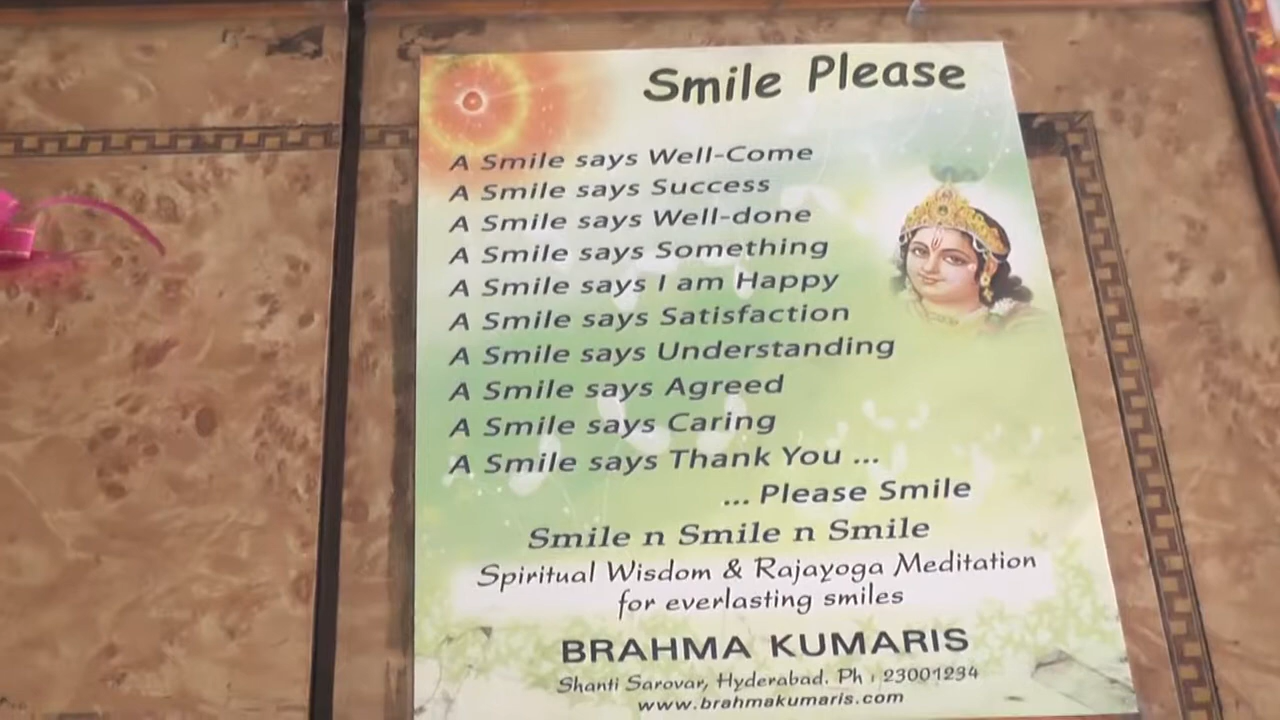 Smile Please
A Smile says Well-Come
A Smile says Success
A Smile says Well-done
A Smile says Something
A Smile says I am Happy
A Smile says Satisfaction
A Smile says Understanding
A Smile says Agreed
A Smile says Caring
A Smile says Thank You ...
... Please Smile
Smile n Smile n Smile
Spiritual Wisdom & Rajayoga Meditation
for everlasting smiles
BRAHMA KUMARIS
Shanti Sarovar, Hyderabad. Ph : 23001234
www.brahmakumaris.com